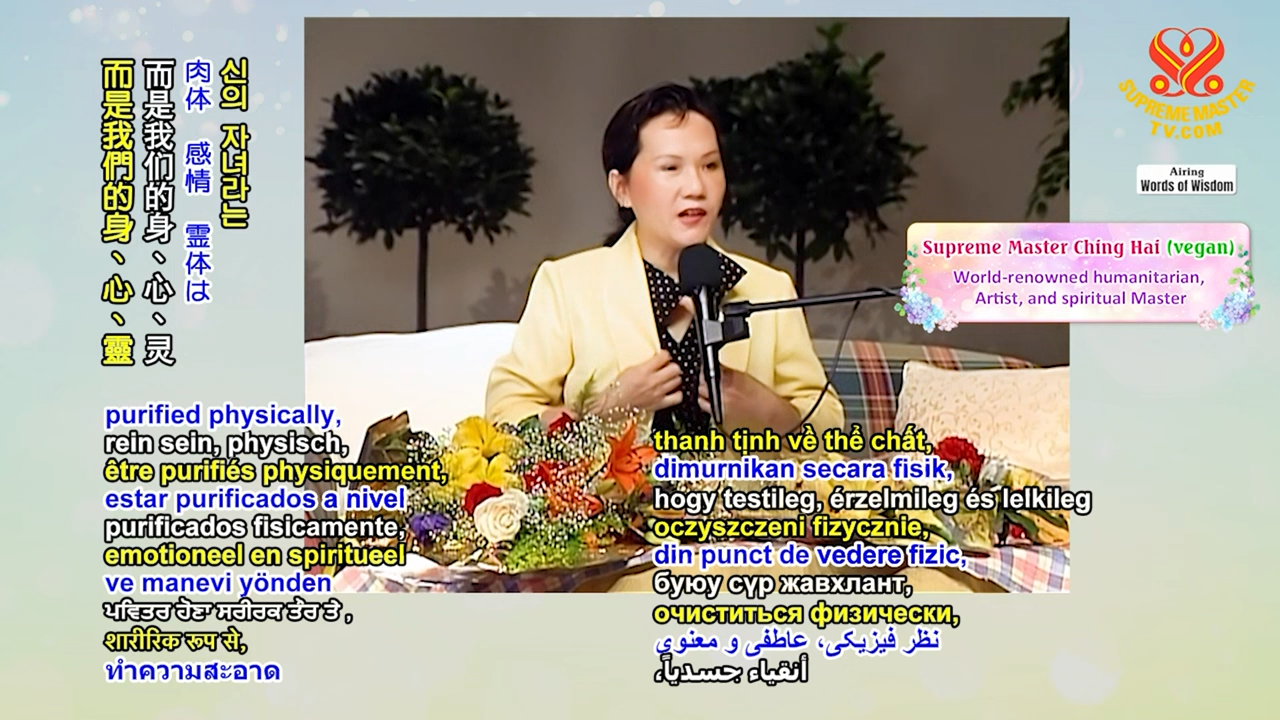 신의 자녀라는
肉体 感情 霊体は
而是我们的身、心、灵
而是我們的身、心、靈
SUPREME MASTER
TV.COM
Airing
Words of Wisdom
Supreme Master Ching Hai (vegan)
World-renowned humanitarian,
Artist, and spiritual Master
purified physically,
rein sein, physisch,
être purifiés physiquement,
estar purificados a nivel
purificados fisicamente,
emotioneel en spiritueel
ve manevi yönden
ਪਵਿਤਰ ਹੋਣਾ ਸਰੀਰਕ ਤੌਰ ਤੇ ,
शारीरिक रूप से,
ทำความสะอาด
thanh tịnh về thể chất,
dimurnikan secara fisik,
hogy testileg, érzelmileg és lelkileg
oczyszczeni fizycznie,
din punct de vedere fizic,
буюу сүр жавхлант,
очиститься физически,
نظر فیزیکی، عاطفی و معنوی
أنقياء جسدياً،